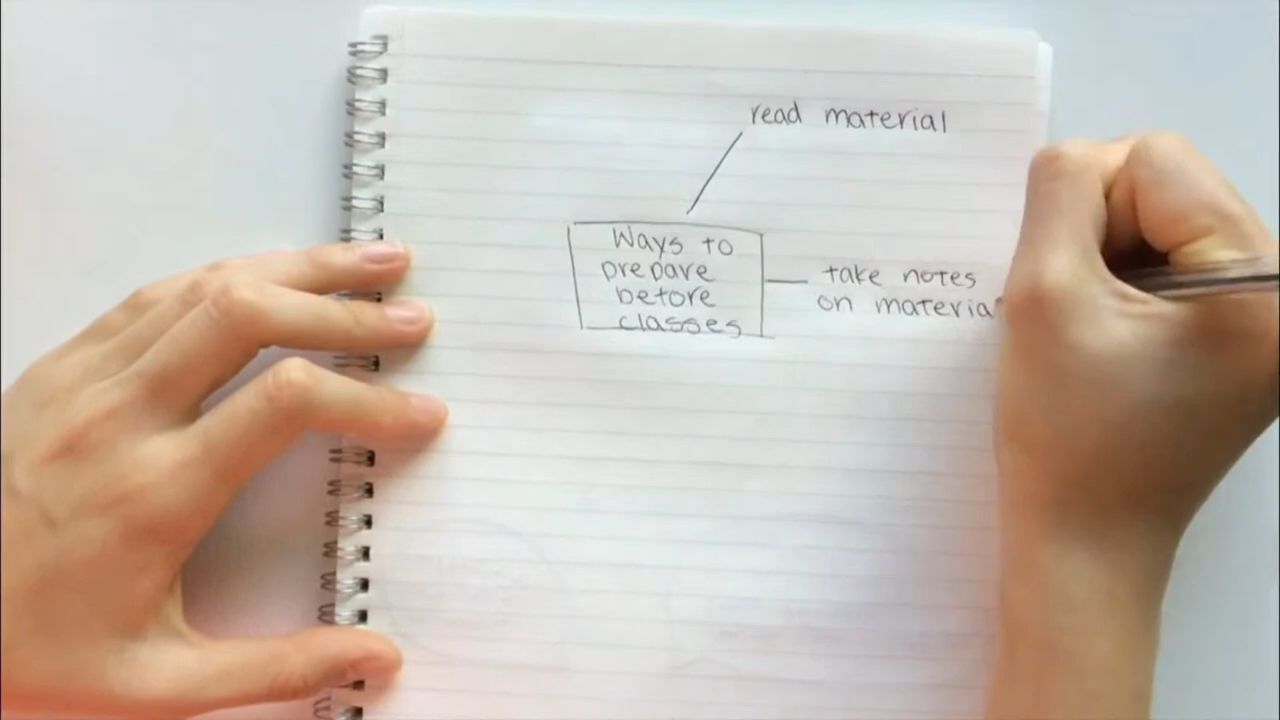 read material
Ways to
prepare
before
classes
take notes
on material